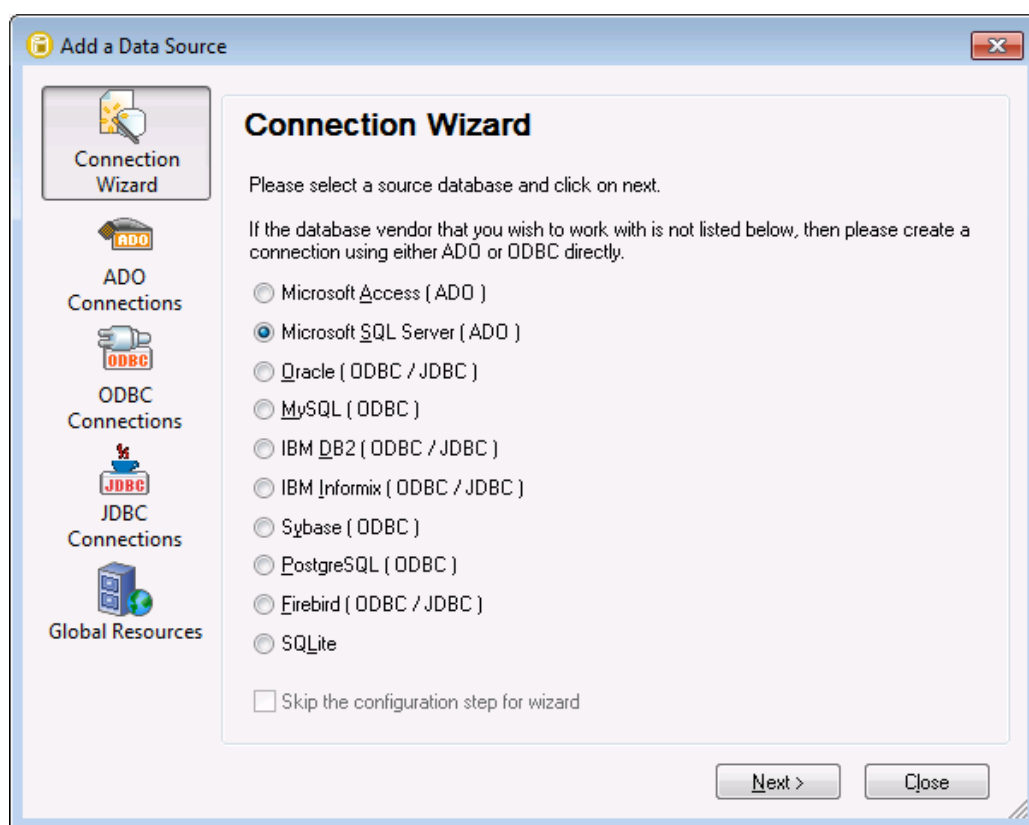 Add a Data Source
Connection
Wizard
ADO
ADO
Connections
ODBC
ODBC
Connections
JDBC
JDBC
Connections
Global Resources
Connection Wizard
Please select a source database and click on next.
If the database vendor that you wish to work with is not listed below, then please create a
connection using either ADO or ODBC directly.
Microsoft Access ( ADO )
Microsoft SQL Server ( ADO )
Oracle ( ODBC / JDBC )
MySQL ( ODBC )
IBM DB2 ( ODBC / JDBC )
IBM Informix ( ODBC / JDBC )
Sybase ( ODBC )
PostgreSQL ( ODBC )
Firebird ( ODBC / JDBC )
SQLite
Skip the configuration step for wizard
Next >
Close